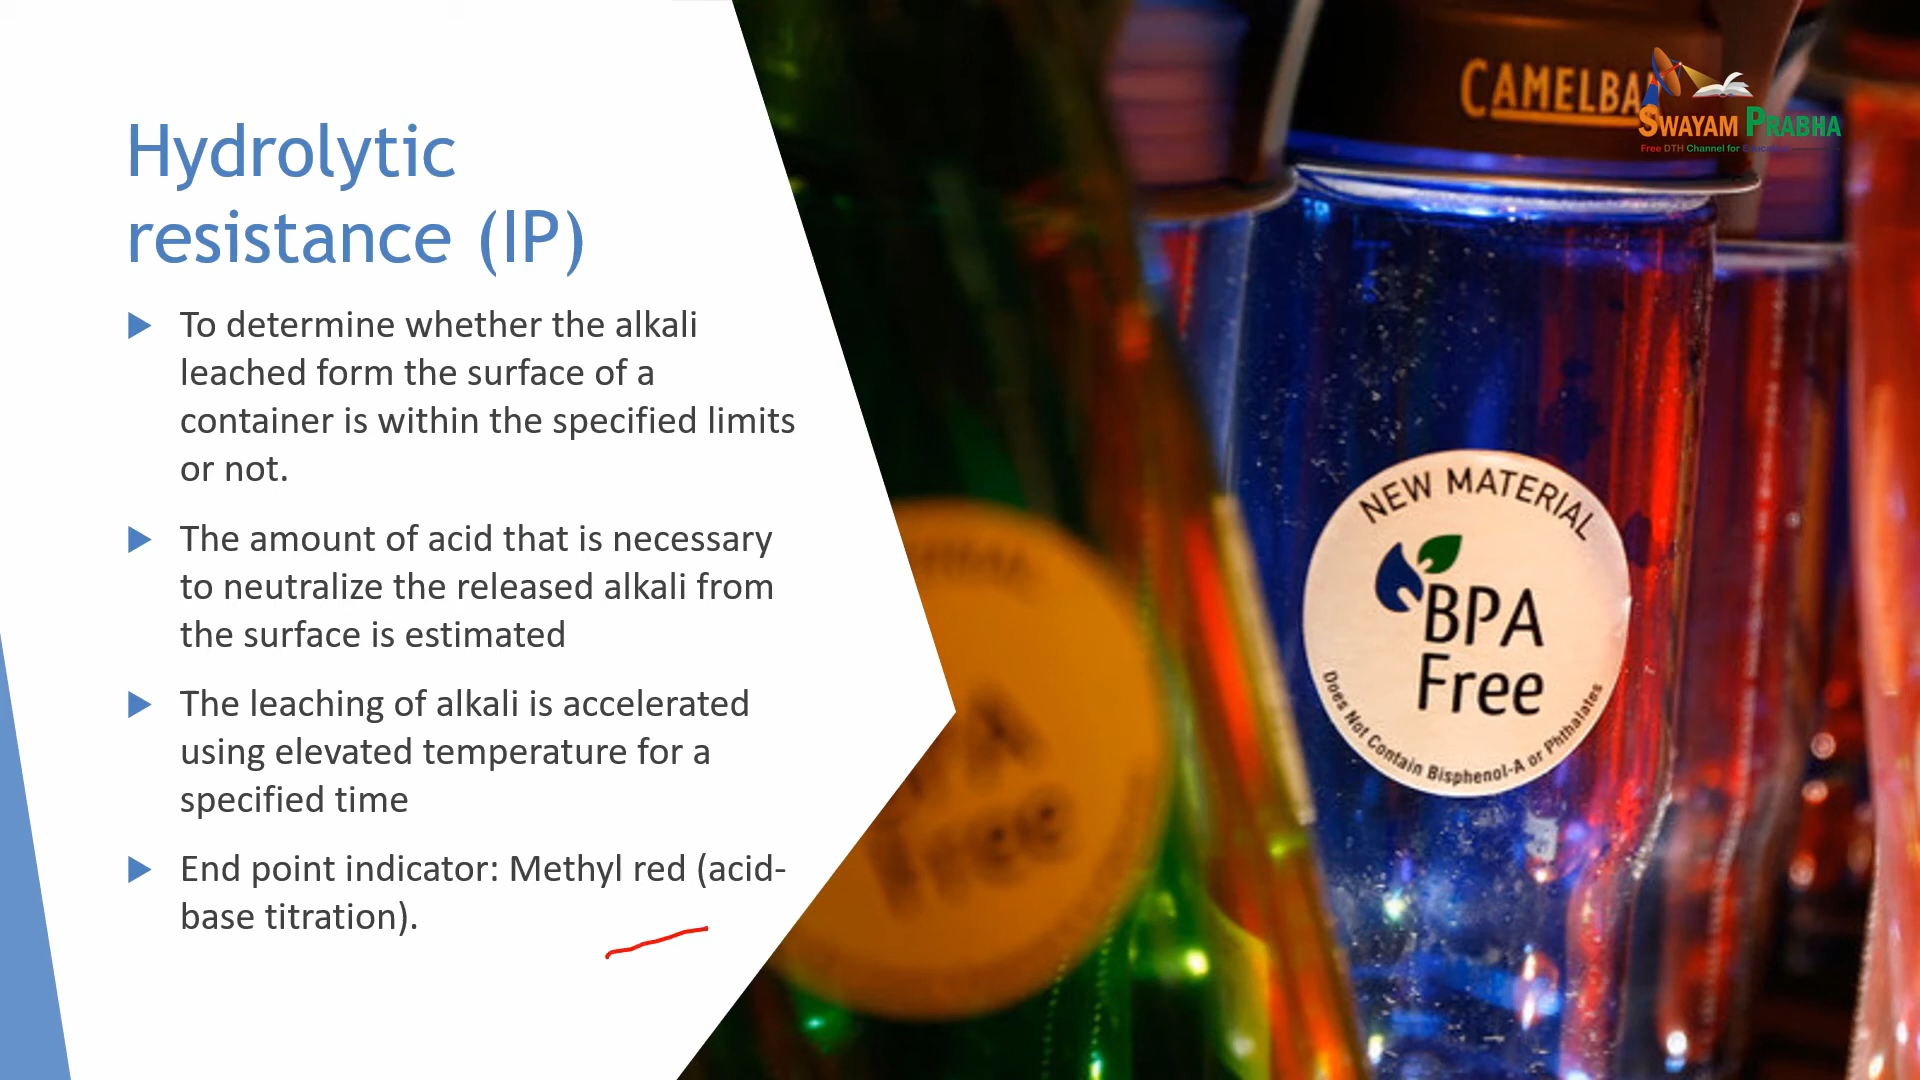 Hydrolytic
resistance (IP)
To determine whether the alkali
leached form the surface of a
container is within the specified limits
or not.
The amount of acid that is necessary
to neutralize the released alkali from
the surface is estimated
The leaching of alkali is accelerated
using elevated temperature for a
specified time
End point indicator: Methyl red (acid-
base titration).
CAMELBA
SWAYAM PRABHA
Free DTH Channel for
NEW MATERIAL
BPA
Free
Does Not Contain Bisphenol-A or Phthalates
Free